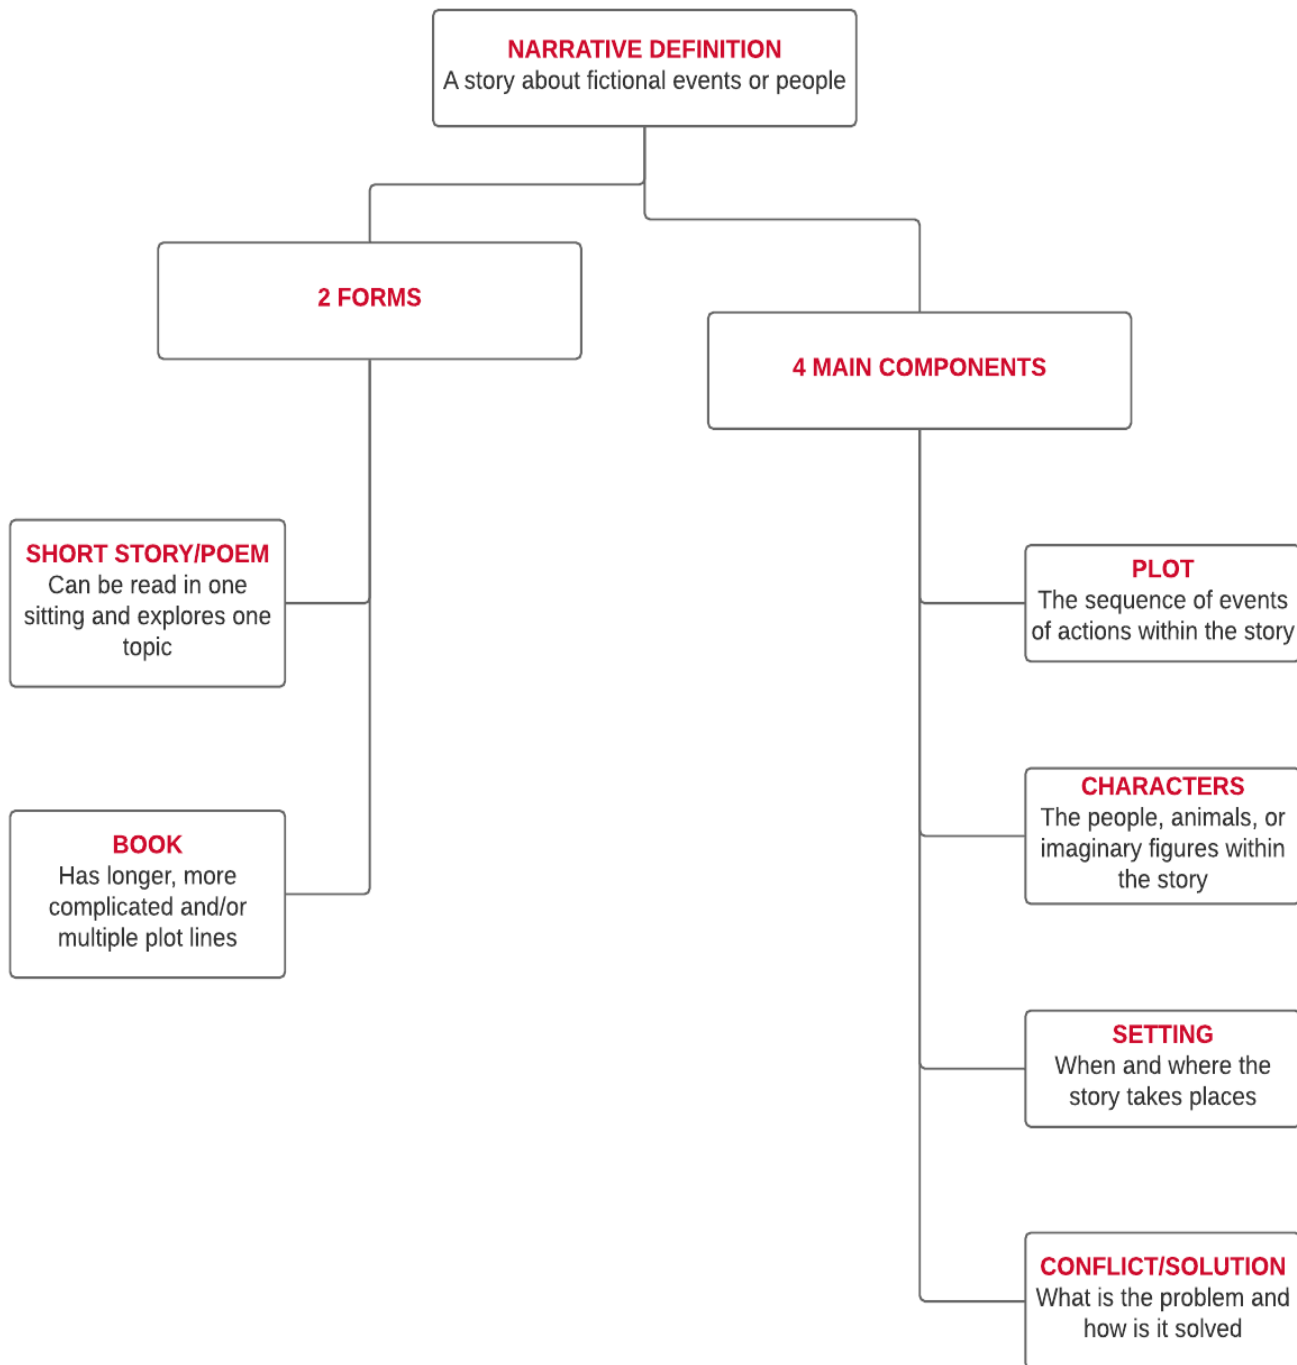 NARRATIVE DEFINITION
A story about fictional events or people
2 FORMS
4 MAIN COMPONENTS
SHORT STORY/POEM
Can be read in one
sitting and explores one
topic
BOOK
Has longer, more
complicated and/or
multiple plot lines
PLOT
The sequence of events
of actions within the story
CHARACTERS
The people, animals, or
imaginary figures within
the story
SETTING
When and where the
story takes places
CONFLICT/SOLUTION
What is the problem and
how is it solved